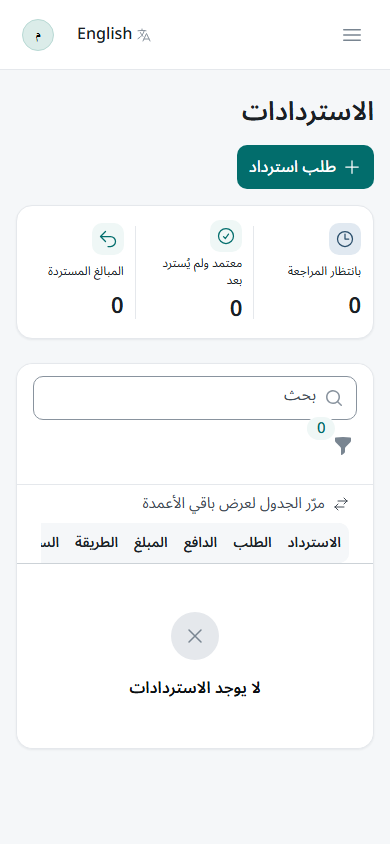 English
م
الاستردادات
طلب استرداد
بانتظار المراجعة
0
معتمد ولم يُسترد
بعد
0
المبالغ المستردة
0
بحث
0
مرّر الجدول لعرض باقي الأعمدة
الاسترداد الطلب الدافع المبلغ الطريقة الس
لا يوجد الاستردادات